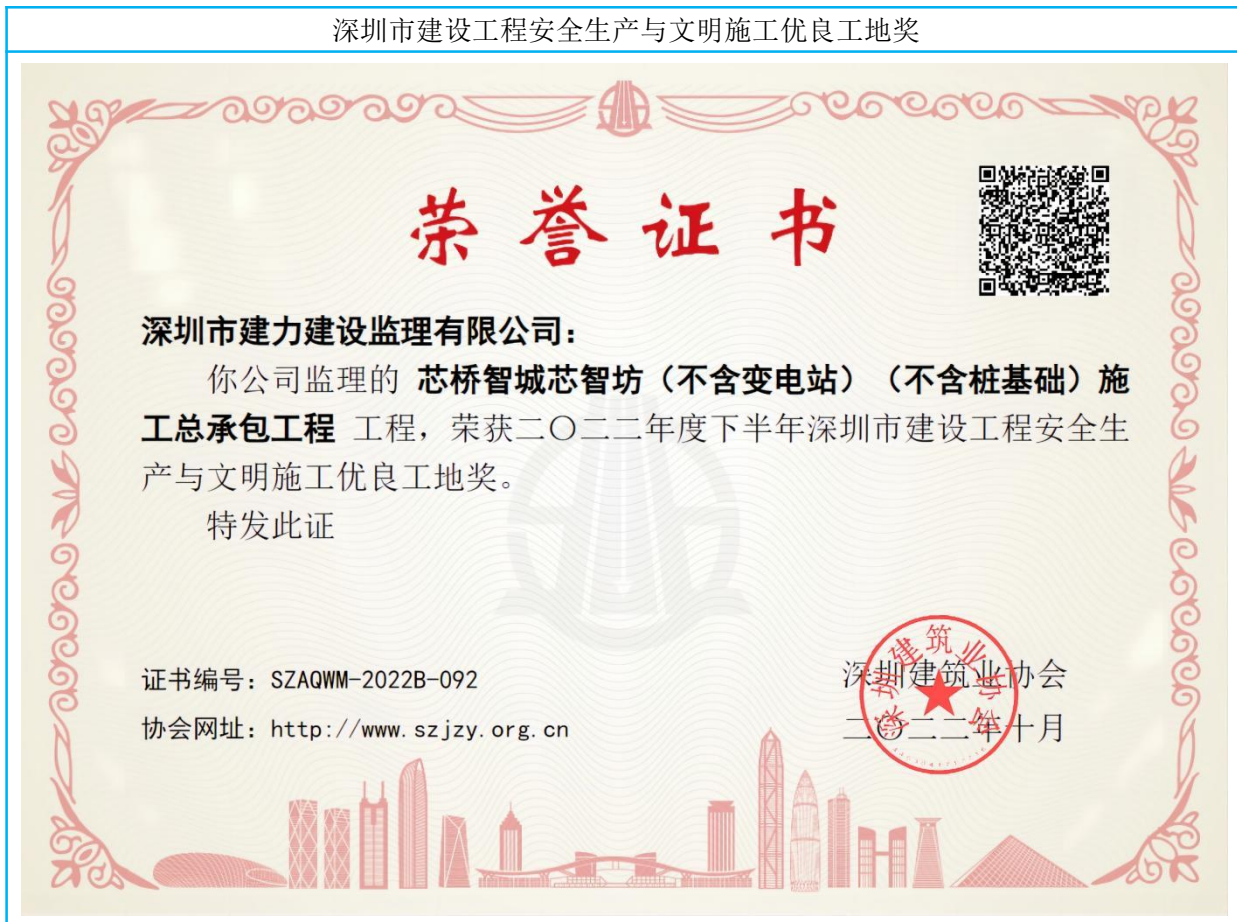 深圳市建设工程安全生产与文明施工优良工地奖
荣誉证书
深圳市建力建设监理有限公司：
你公司监理的 芯桥智城芯智坊（不含变电站）（不含桩基础）施
工总承包工程 工程，荣获二〇二二年度下半年深圳市建设工程安全生
产与文明施工优良工地奖。
特发此证
证书编号：SZAQWM-2022B-092
深圳建筑业协会
协会网址：http://www.szjzy.org.cn
二〇二二年十月
深圳建筑业协会